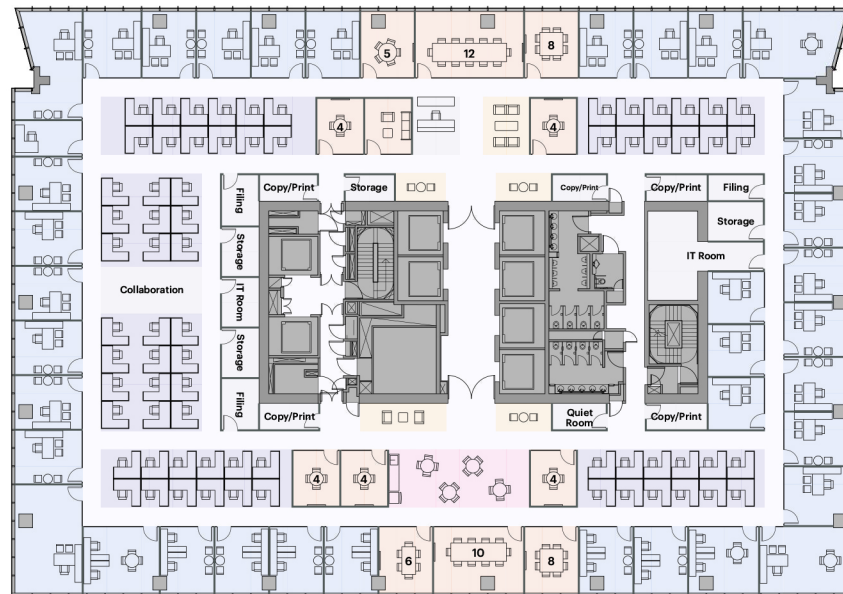 5
12
8
4
4
Copy/Print
Storage
Copy/Print
Copy/Print
Filing
Filing
Storage
Storage
IT Room
Collaboration
IT Room
Storage
Filing
Copy/Print
Quiet
Room
Copy/Print
4
4
4
6
10
8